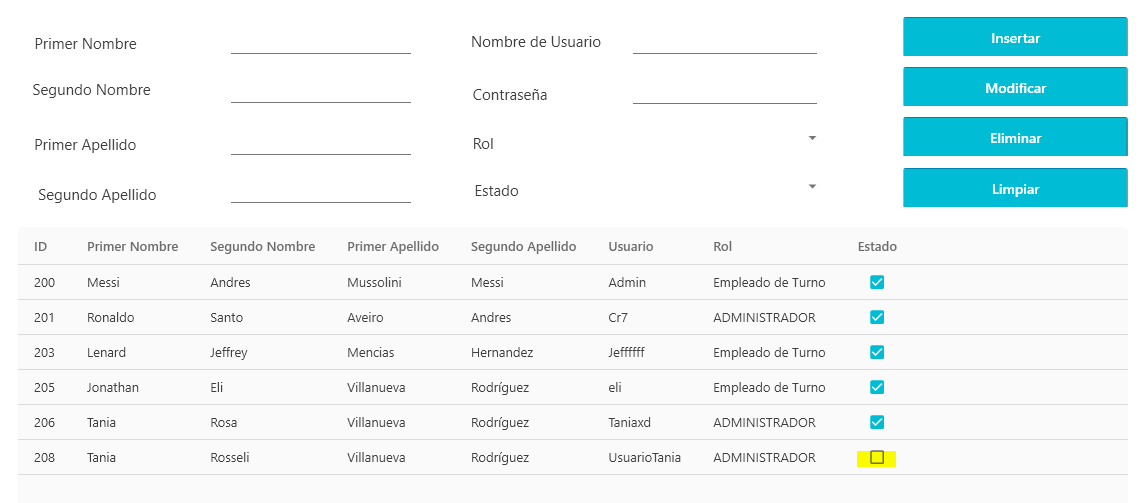 Primer Nombre
Nombre de Usuario
Insertar
Segundo Nombre
Contraseña
Modificar
Primer Apellido
Rol
Eliminar
Segundo Apellido
Estado
Limpiar
ID Primer Nombre Segundo Nombre Primer Apellido Segundo Apellido Usuario Rol Estado
200 Messi Andres Mussolini Messi Admin Empleado de Turno
201 Ronaldo Santo Aveiro Andres Cr7 ADMINISTRADOR
203 Lenard Jeffrey Mencias Hernandez Jeffffff Empleado de Turno
205 Jonathan Eli Villanueva Rodríguez eli Empleado de Turno
206 Tania Rosa Villanueva Rodríguez Taniaxd ADMINISTRADOR
208 Tania Rosseli Villanueva Rodríguez UsuarioTania ADMINISTRADOR